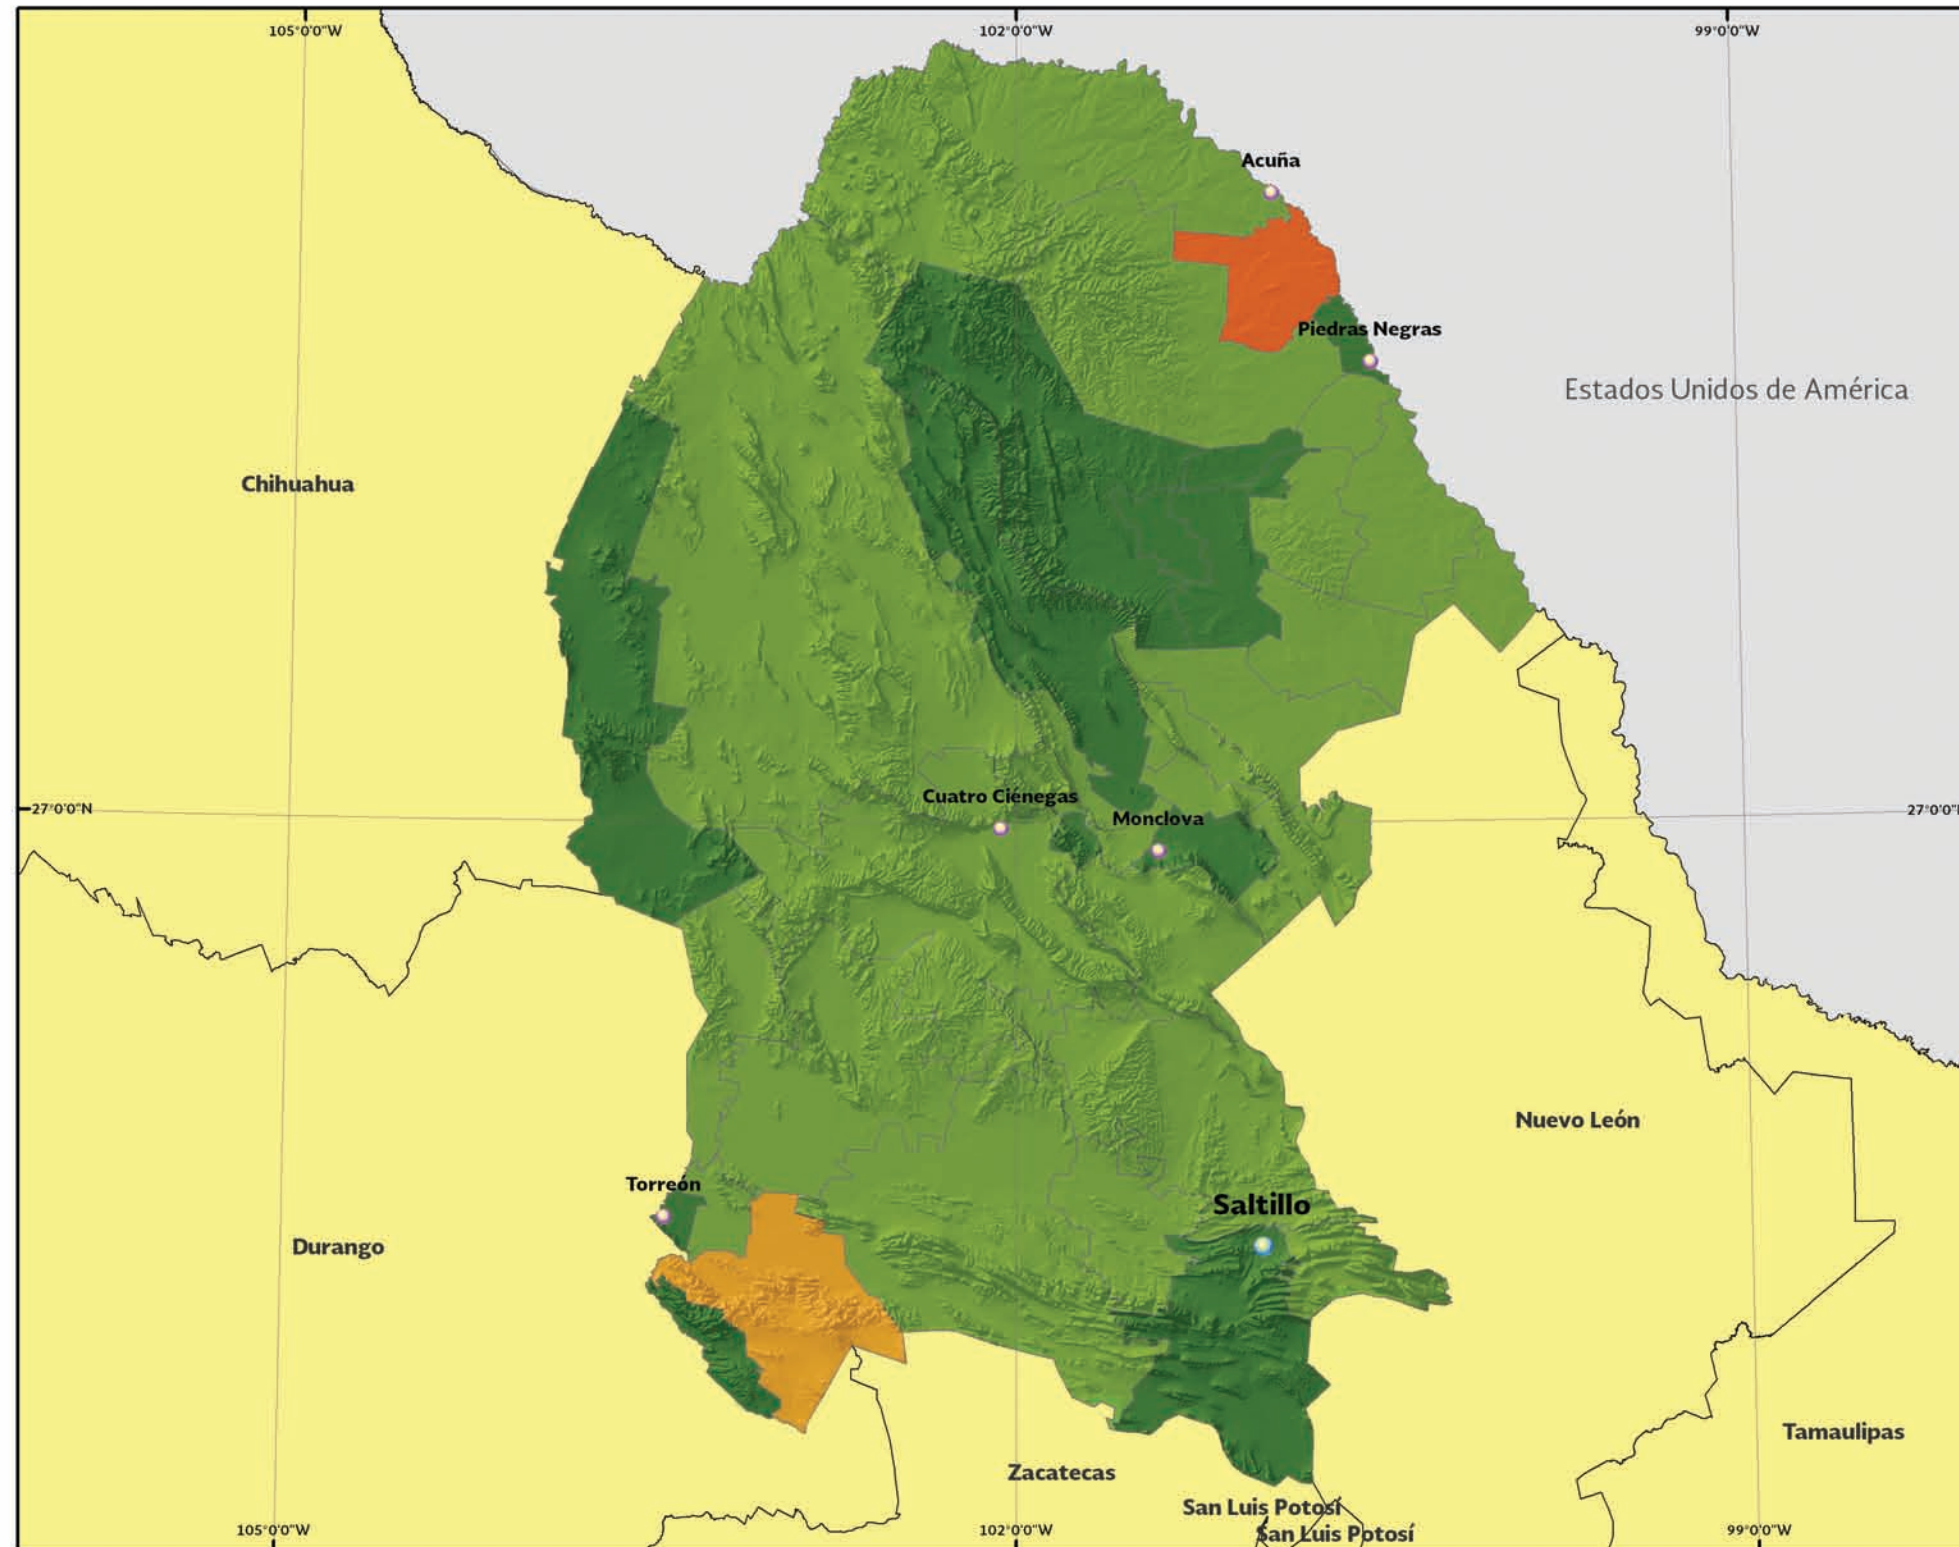 105°0'0"W
102°0'0"W
99°0'0"W
Acuña
Piedras Negras
Estados Unidos de América
Chihuahua
Cuatro Ciénegas
27°0'0"N
27°0'0"N
Monclova
Nuevo León
Torreón
Saltillo
Durango
Tamaulipas
Zacatecas
San Luis Potosí
San Luis Potosí
105°0'0"W
102°0'0"W
99°0'0"W